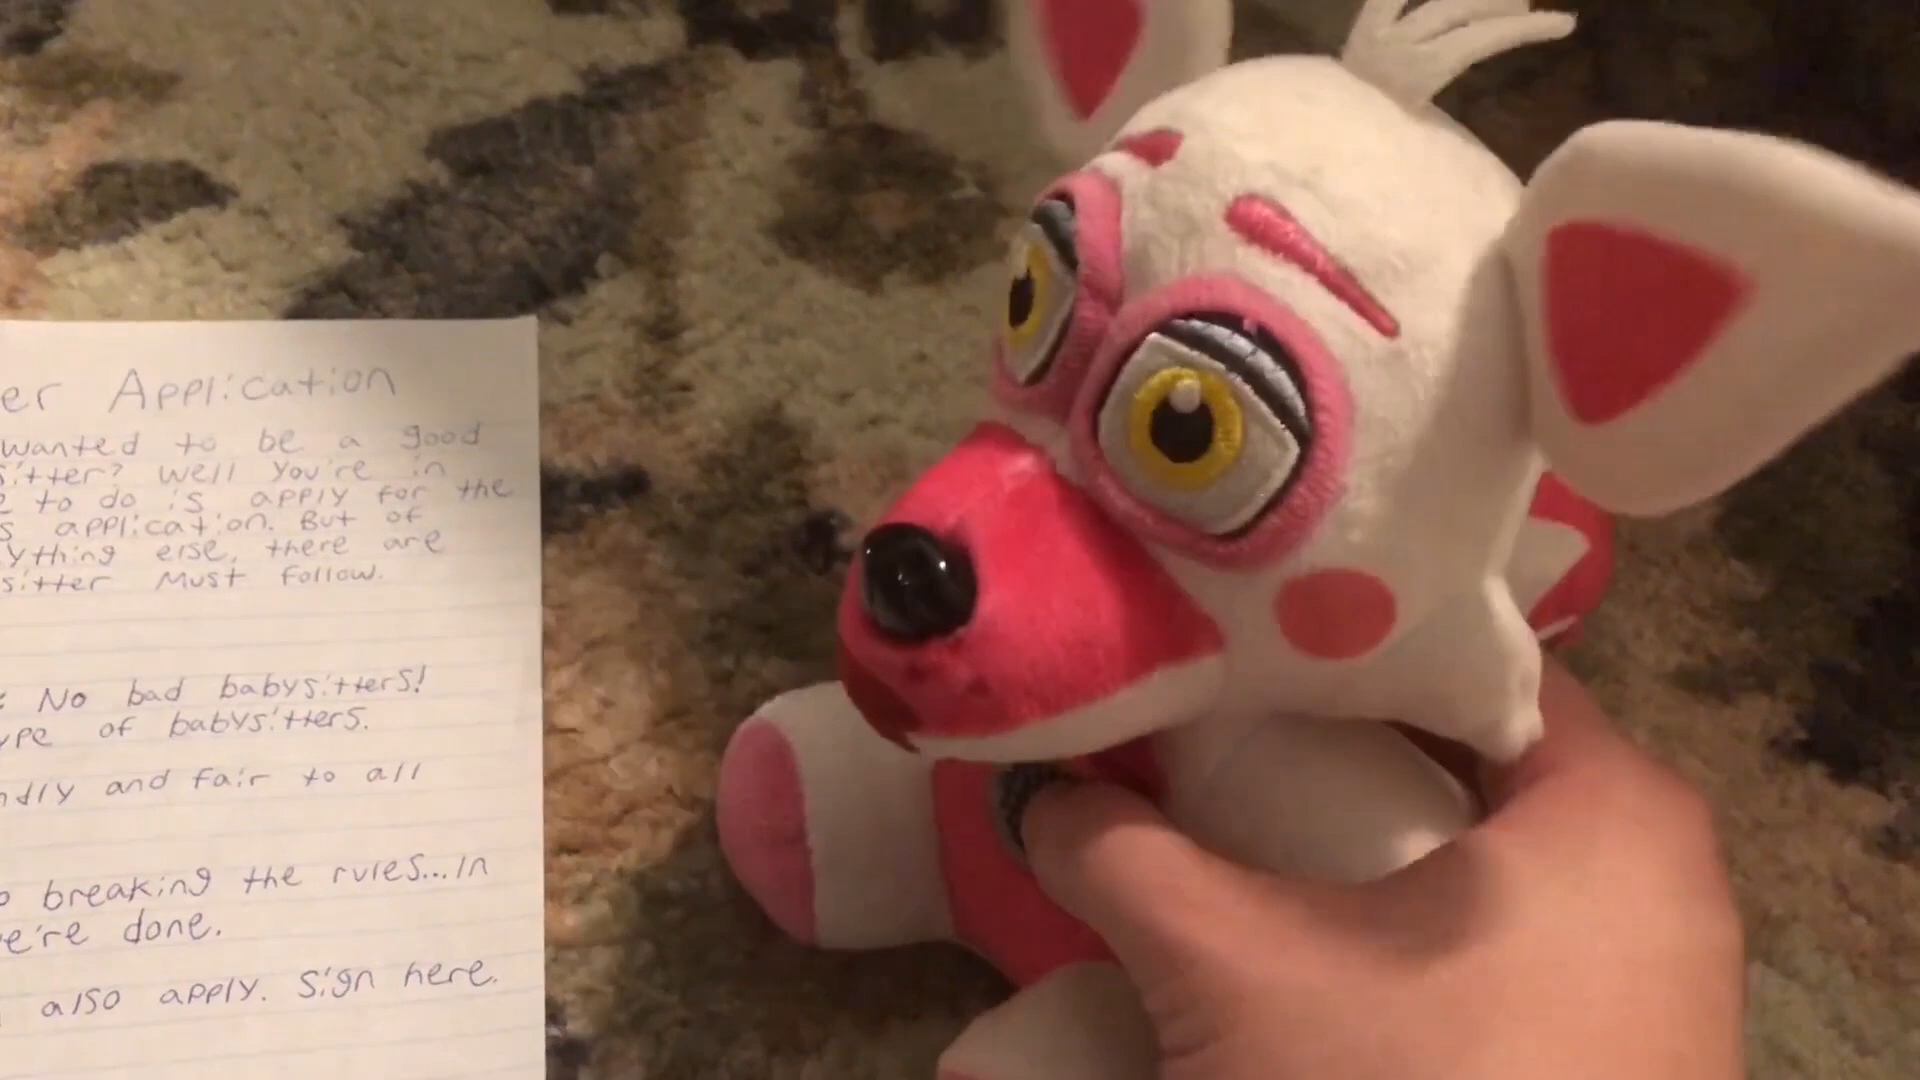 er Application
wanted to be a good
sitter? Well you're in
to do is apply for the
s application. But of
ything else, there are
sitter Must follow.
: No bad babysitters!
ype of babysitters.
ndly and fair to all
o breaking the rules...in
e're done.
also apply. Sign here.